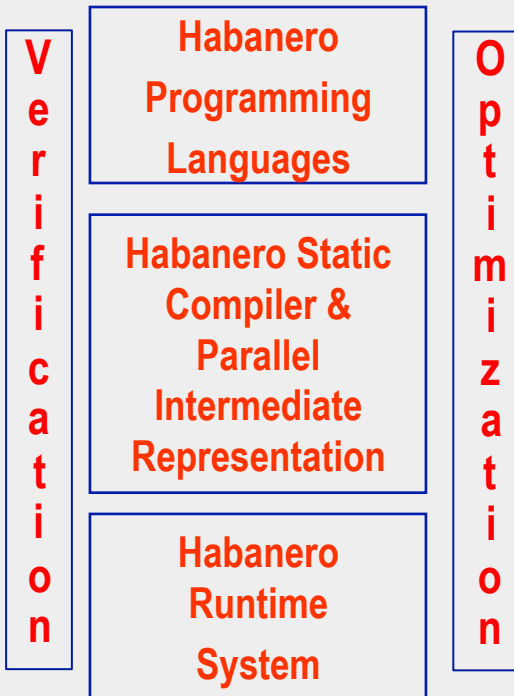 Verification
Habanero
Programming
Languages
Habanero Static
Compiler &
Parallel
Intermediate
Representation
Habanero
Runtime
System
Optimization